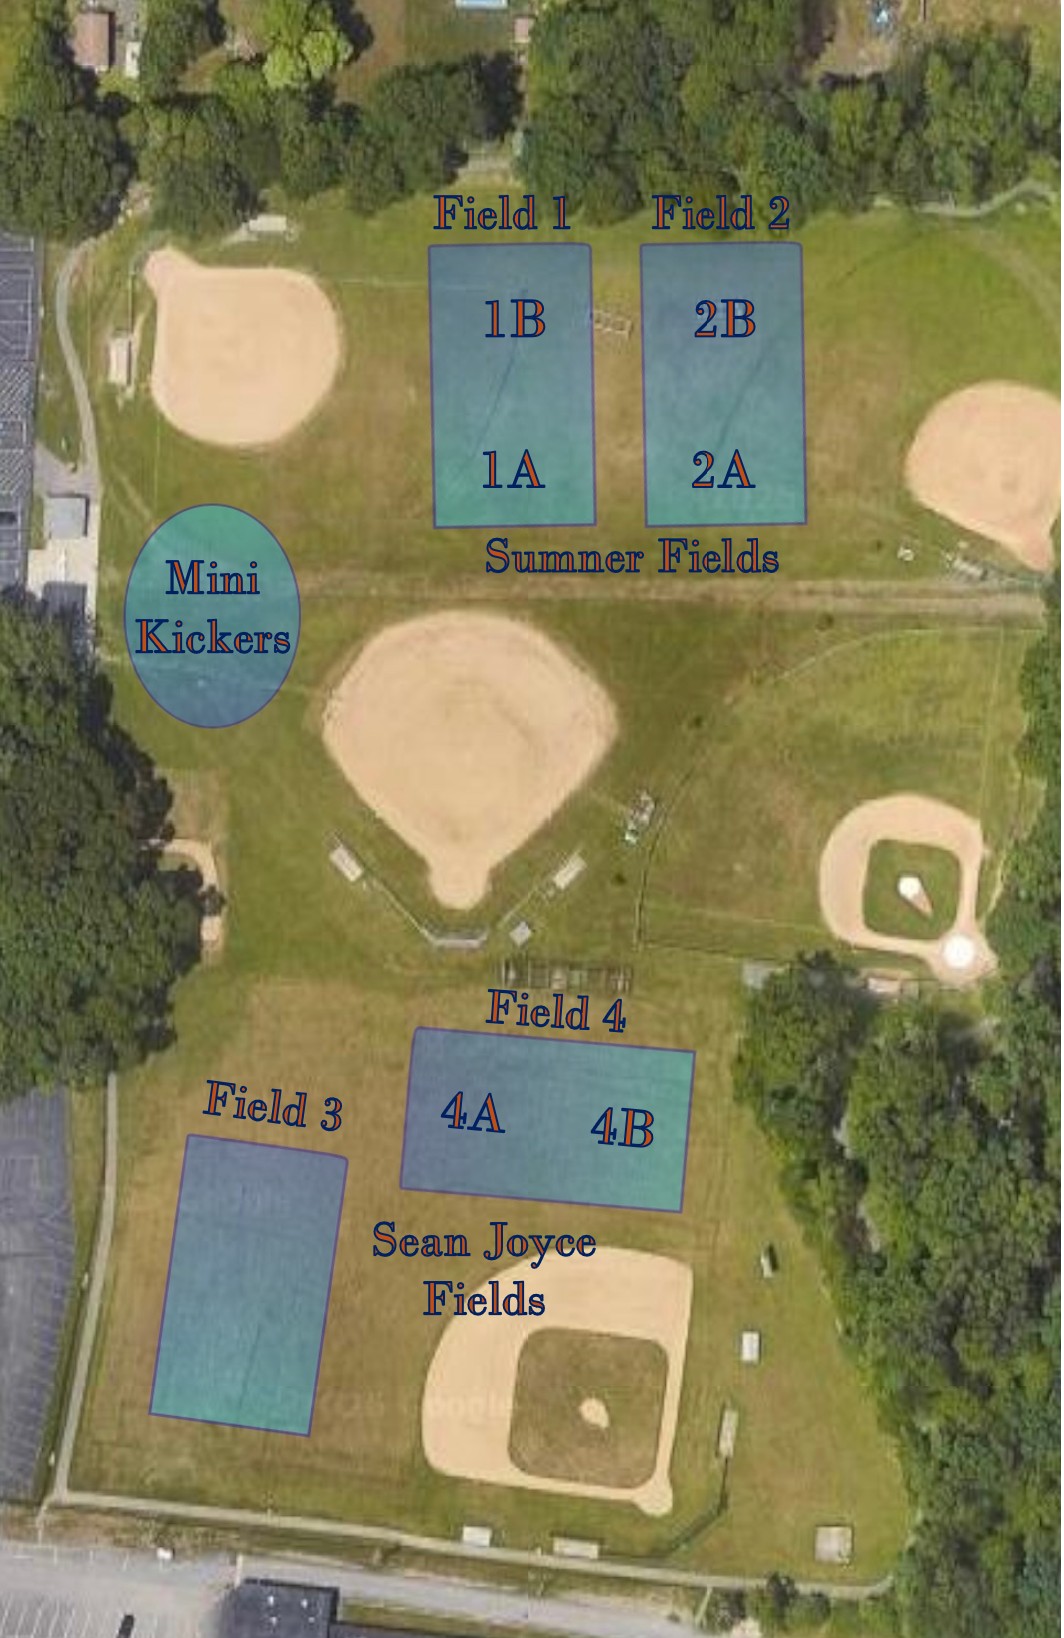 Field 1
Field 2
1B
2B
1A
2A
Sumner Fields
Mini
Kickers
Field 4
4A
4B
Field 3
Sean Joyce
Fields